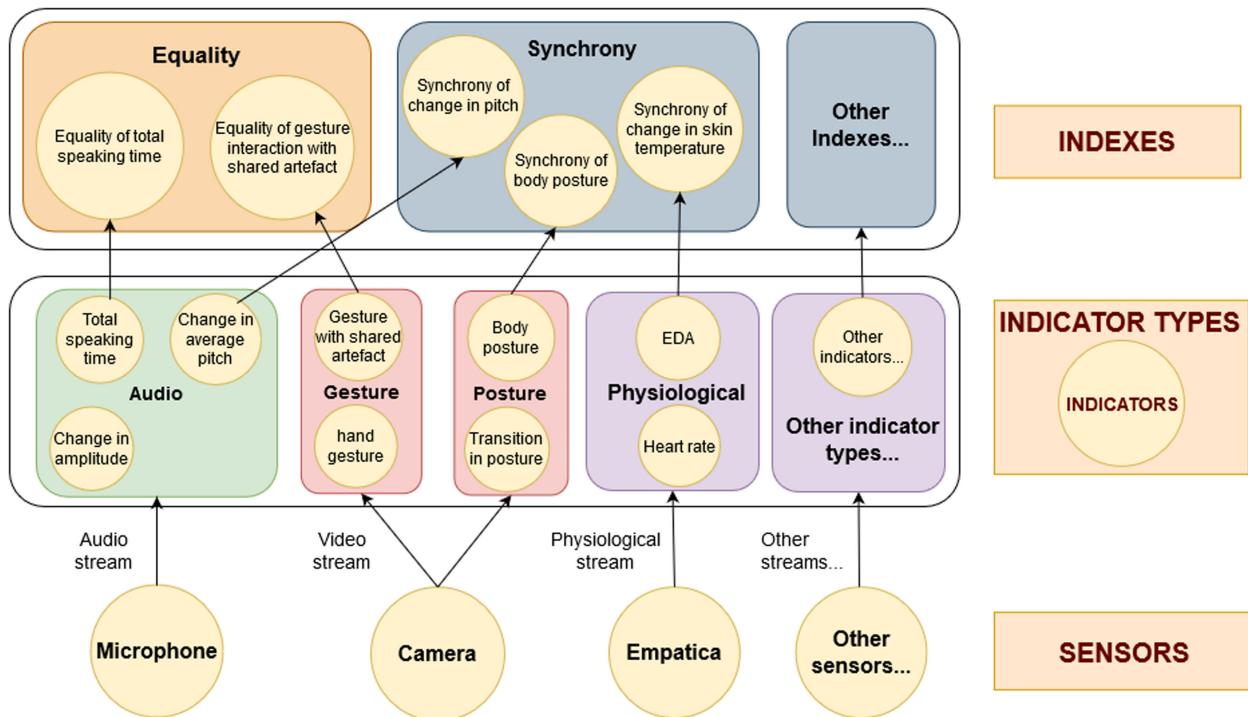 Equality
Equality of total
speaking time
Equality of gesture
interaction with
shared artefact
Synchrony
Synchrony of
change in pitch
Synchrony of
body posture
Synchrony of
change in skin
temperature
Other
Indexes...
INDEXES
Total
speaking
time
Change in
average
pitch
Audio
Change in
amplitude
Gesture
with shared
artefact
Gesture
hand
gesture
Body
posture
Posture
Transition
in posture
EDA
Physiological
Heart rate
Other
indicators...
Other indicator
types...
INDICATOR TYPES
INDICATORS
Audio
stream
Video
stream
Physiological
stream
Other
streams...
Microphone
Camera
Empatica
Other
sensors...
SENSORS